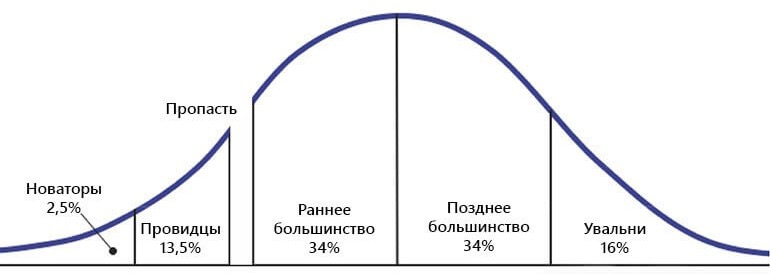 Пропасть
Новаторы
2,5%
Провидцы
13,5%
Раннее
большинство
34%
Позднее
большинство
34%
Увальни
16%